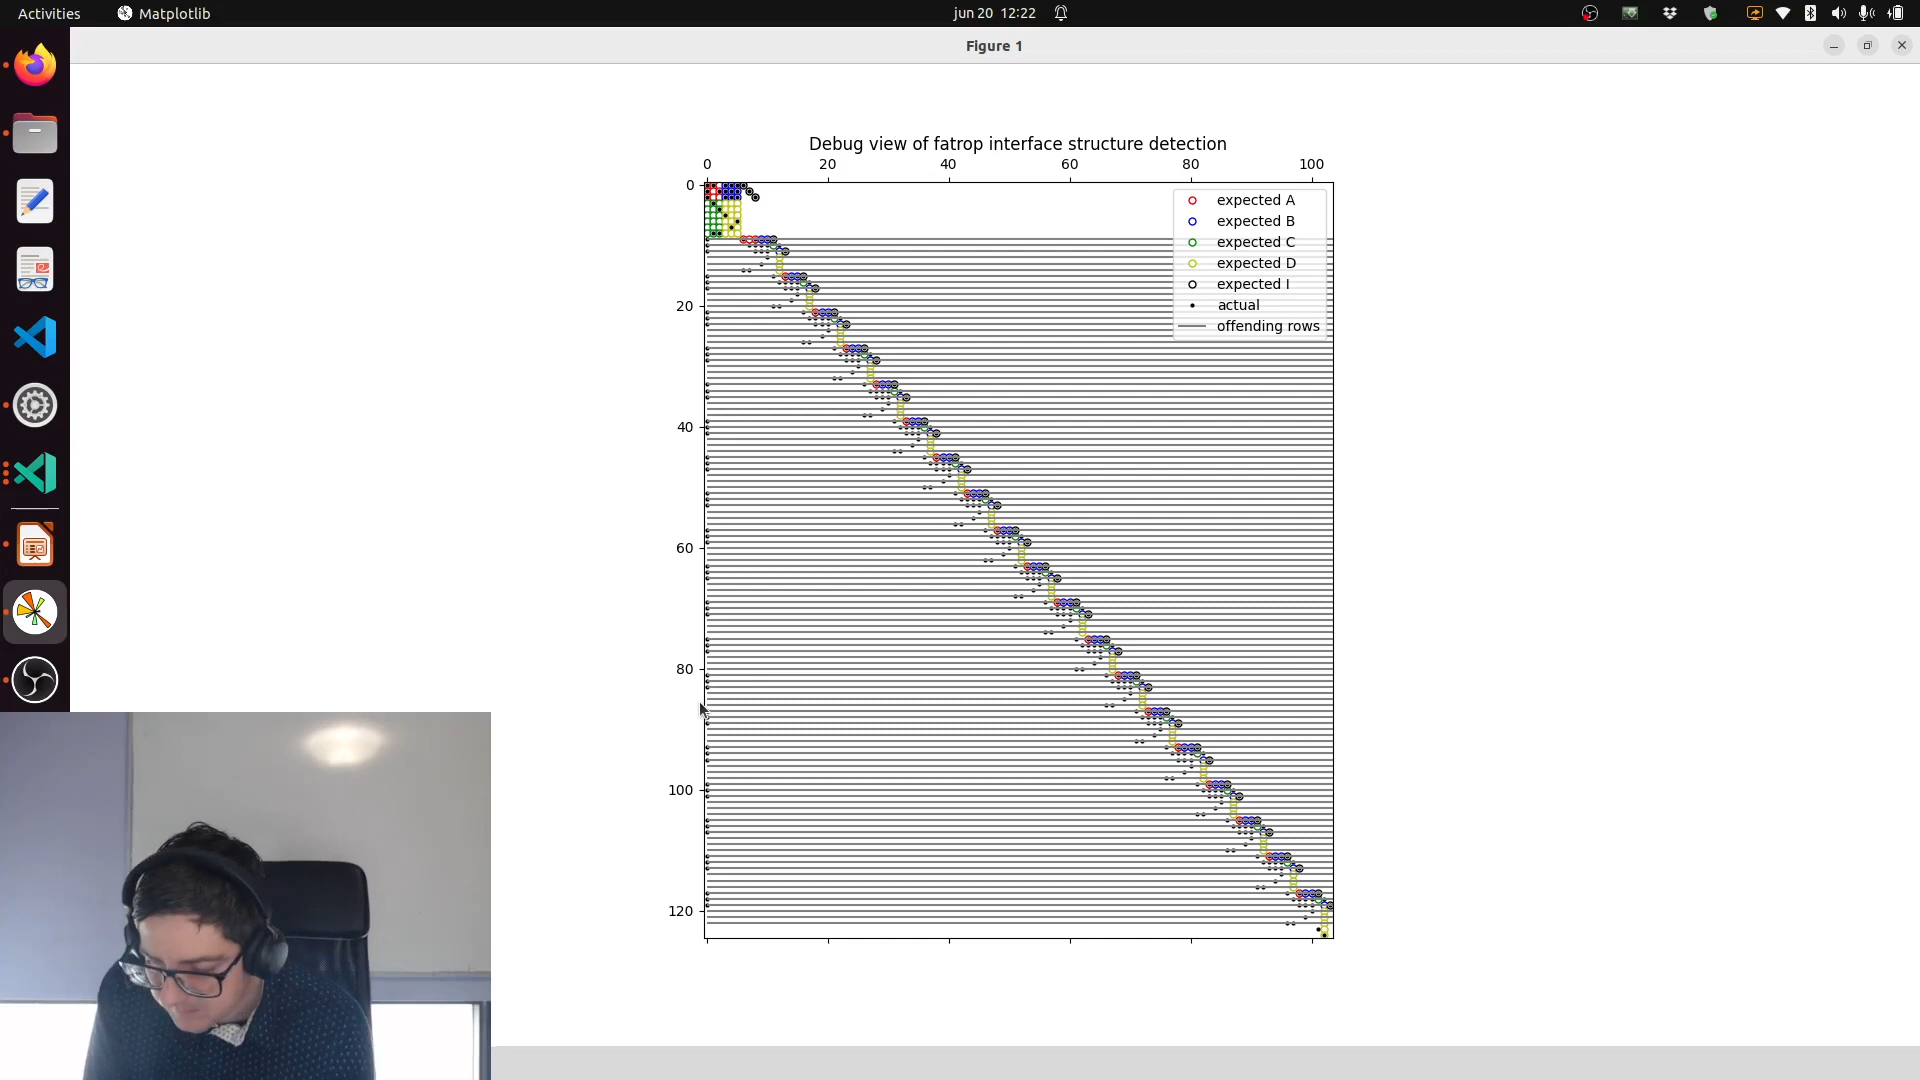 Activities
Matplotlib
jun 20 12:22
Figure 1
Debug view of fatrop interface structure detection
0 20 40 60 80 100
0
20
40
60
80
100
120
expected A
expected B
expected C
expected D
expected I
actual
offending rows